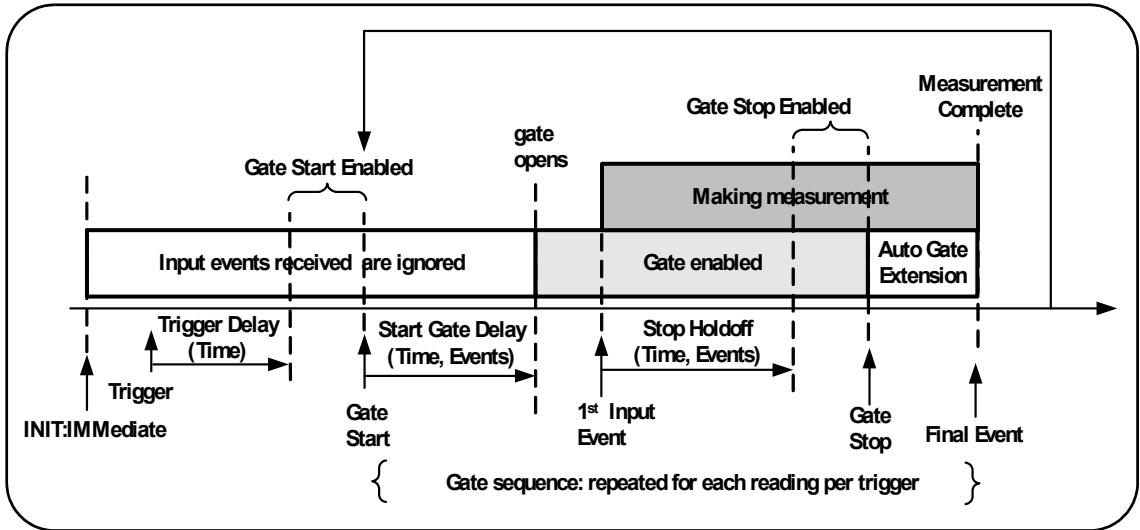 Measurement
Complete
Gate Stop Enabled
gate
opens
Gate Start Enabled
Making measurement
Input events received are ignored
Gate enabled
Auto Gate
Extension
Trigger Delay
(Time)
Start Gate Delay
(Time, Events)
Stop Holdoff
(Time, Events)
Trigger
INIT:IMMediate
Gate
Start
1st Input
Event
Gate
Stop
Final Event
Gate sequence: repeated for each reading per trigger